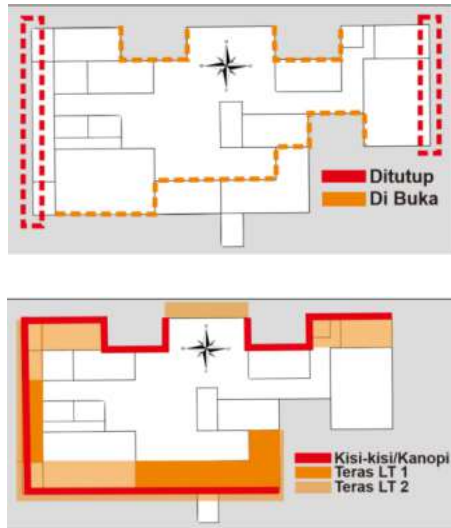 Ditutup
Di Buka
Kisi-kisi/Kanopi
Teras LT 1
Teras LT 2